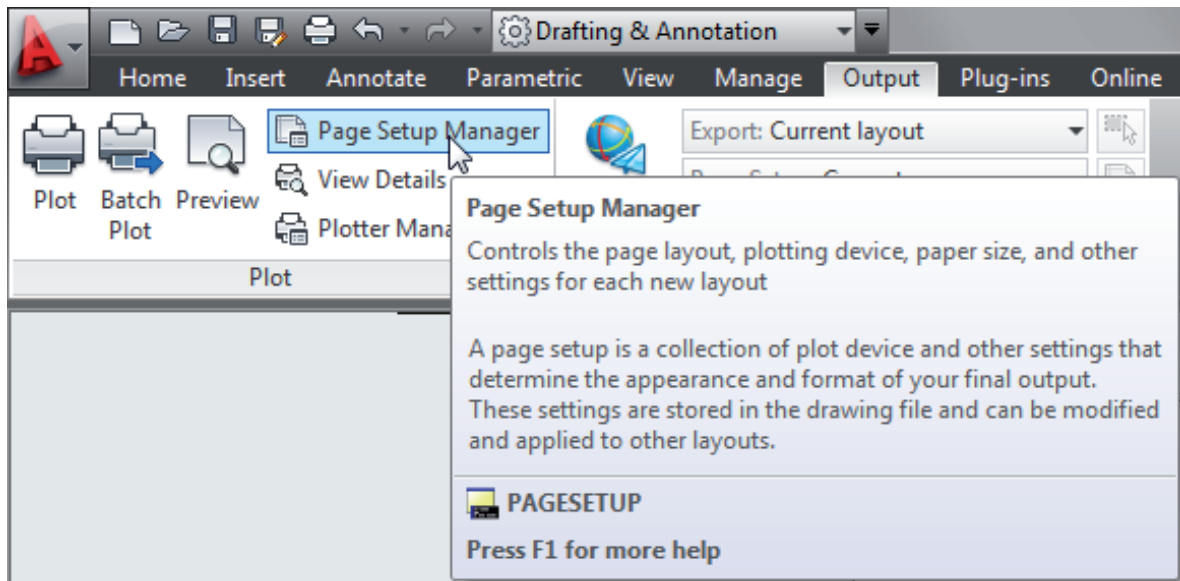 Drafting & Annotation
Home Insert Annotate Parametric View Manage Output Plug-ins Online
Page Setup Manager
Export: Current layout
View Details
Plot Batch Plot Preview
Plotter Mana
Plot
Page Setup Manager
Controls the page layout, plotting device, paper size, and other
settings for each new layout
A page setup is a collection of plot device and other settings that
determine the appearance and format of your final output.
These settings are stored in the drawing file and can be modified
and applied to other layouts.
PAGESETUP
Press F1 for more help